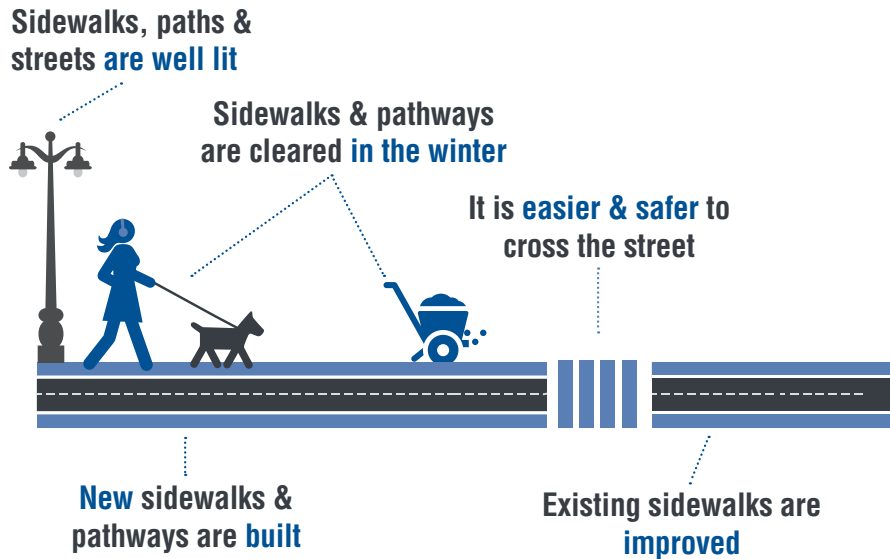 Sidewalks, paths &
streets are well lit
Sidewalks & pathways
are cleared in the winter
It is easier & safer to
cross the street
New sidewalks &
pathways are built
Existing sidewalks are
improved